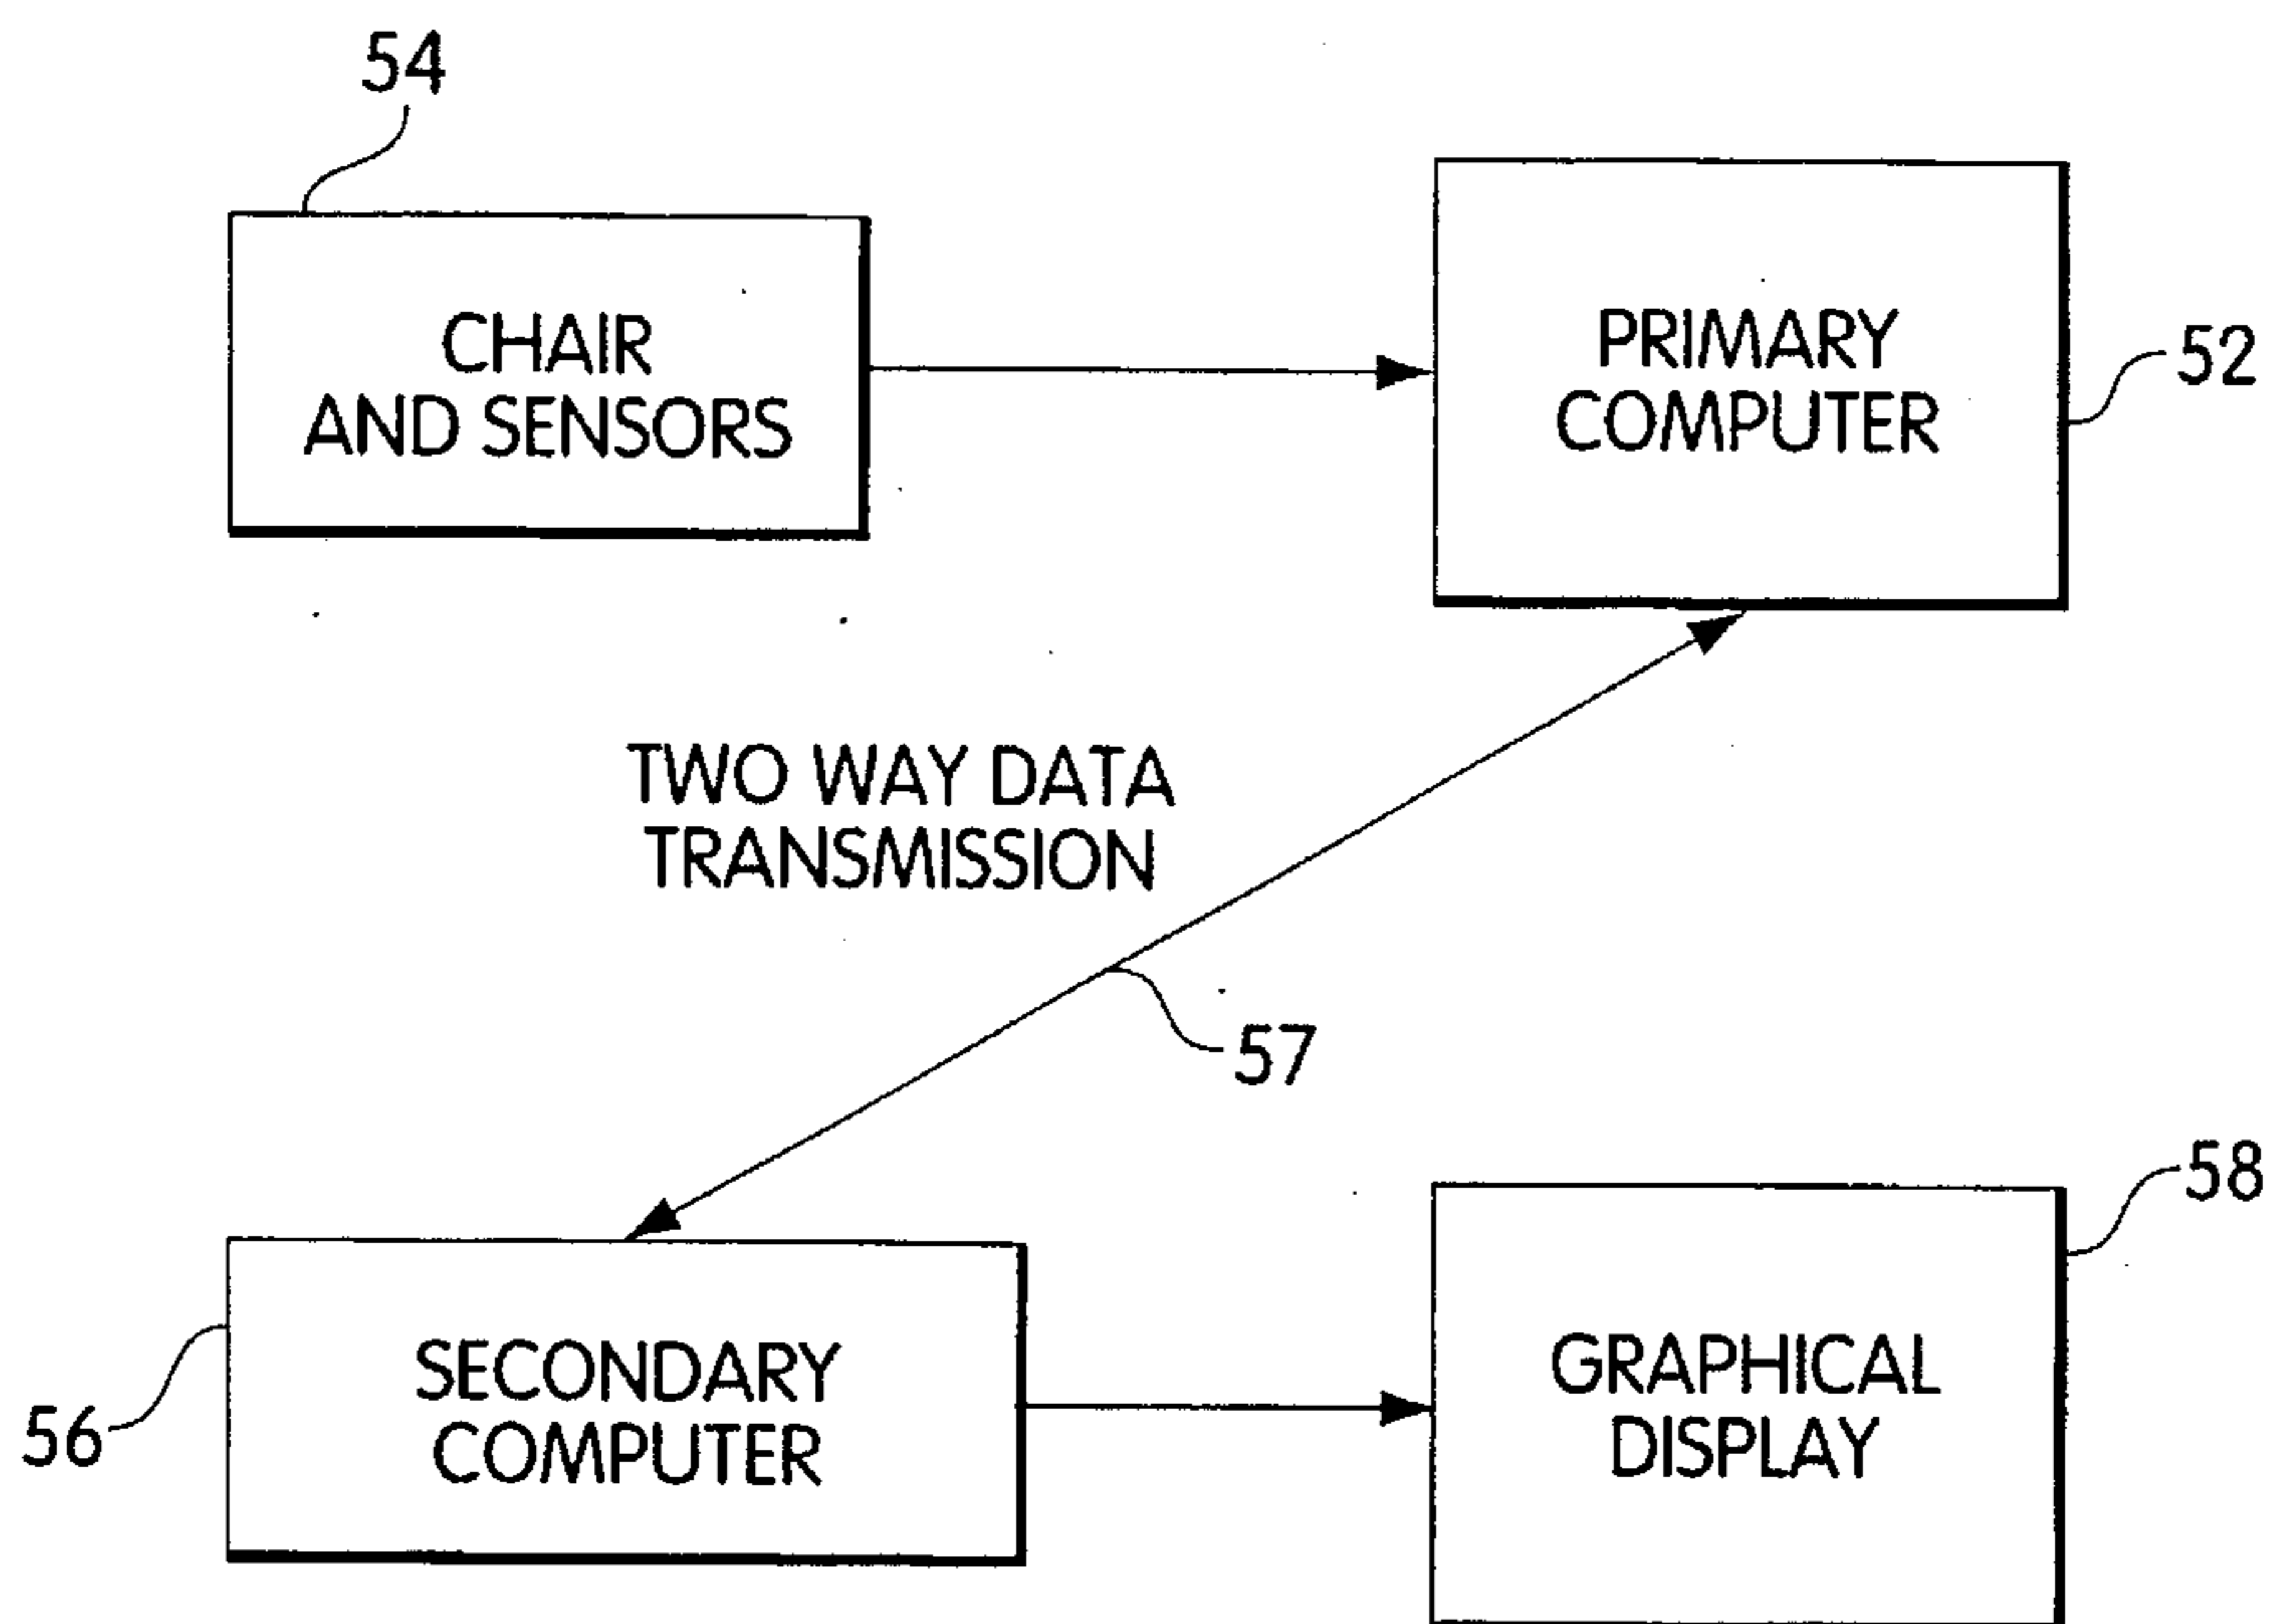 54
CHAIR
AND SENSORS
PRIMARY
COMPUTER
52
TWO WAY DATA
TRANSMISSION
57
58
SECONDARY
COMPUTER
56
GRAPHICAL
DISPLAY